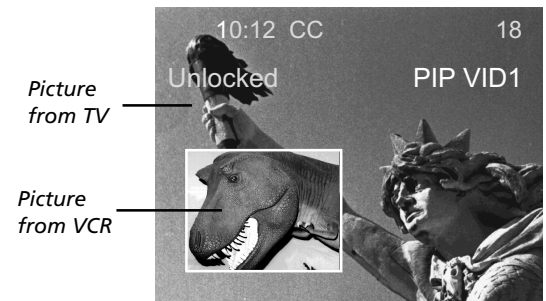 10:12 CC 18
Unlocked PIP VID1
Picture
from TV
Picture
from VCR